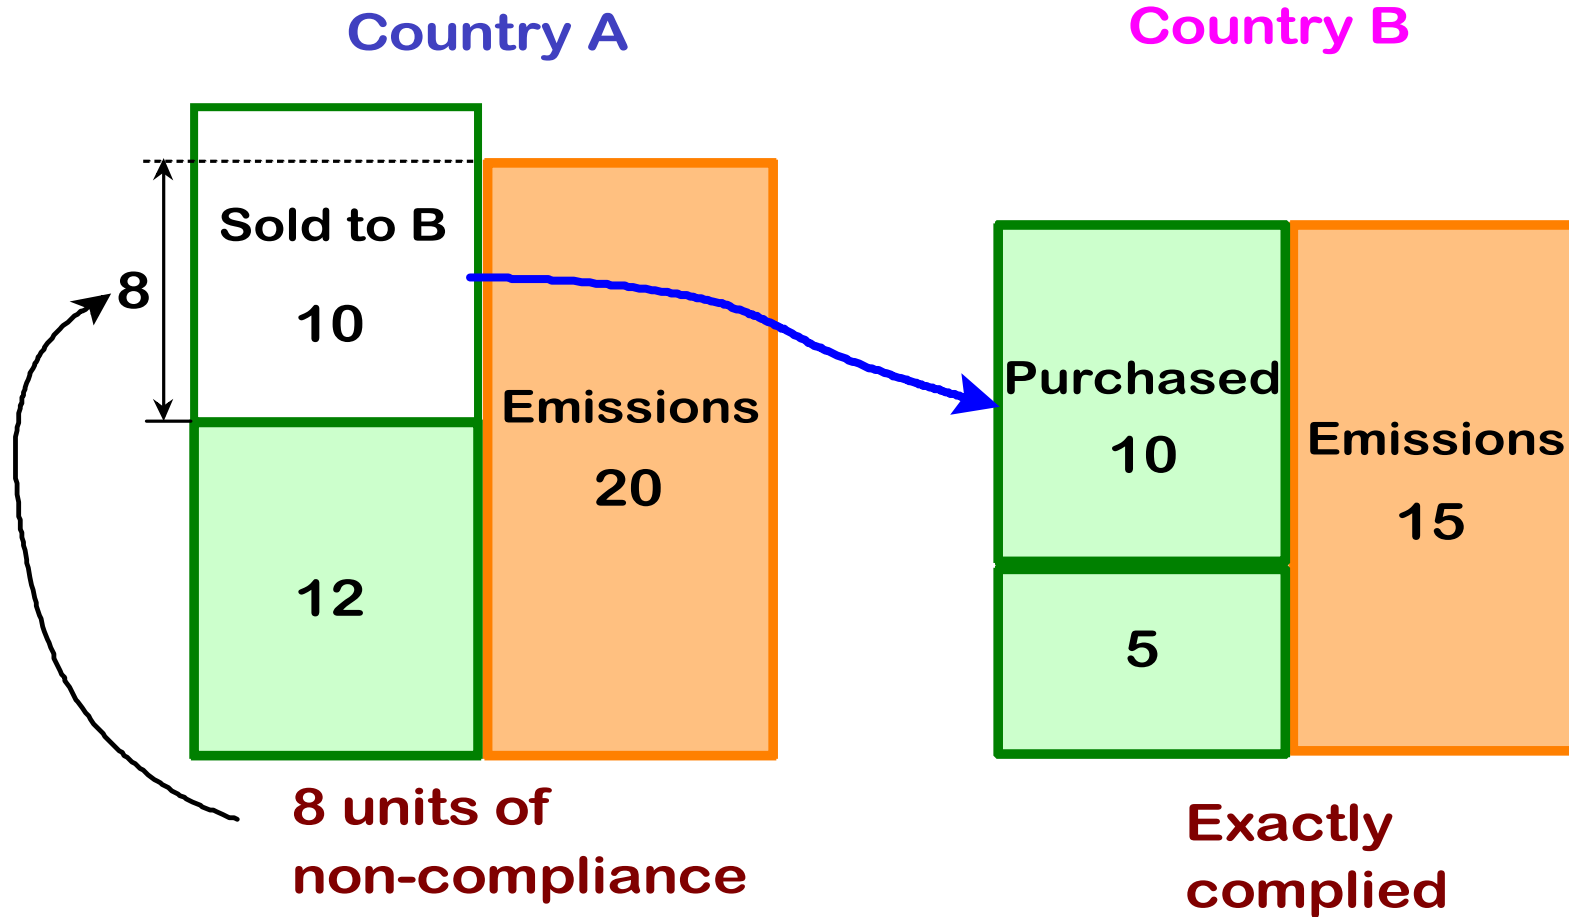 Country A
Country B
Sold to B
10
8
Emissions
20
12
Purchased
10
Emissions
15
5
8 units of
non-compliance
Exactly
complied